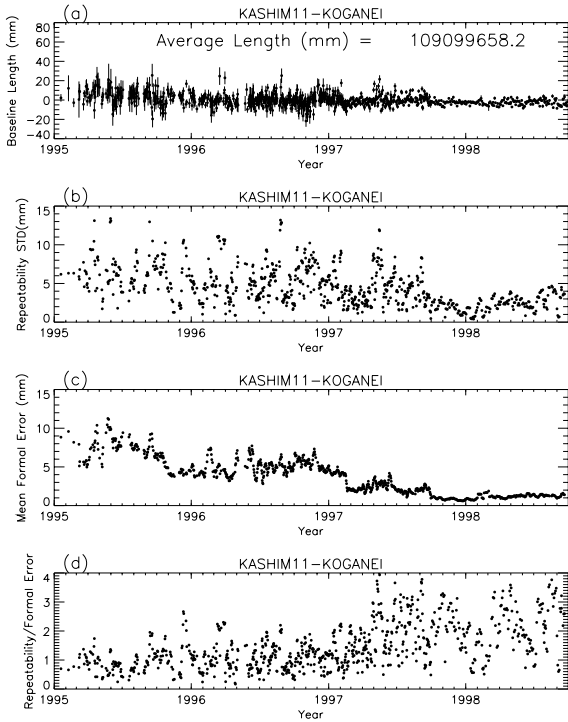 (a) KASHIM11-KOGANEI
Average Length (mm) = 109099658.2
Baseline Length (mm)
80
60
40
20
0
-20
-40
1995 1996 1997 1998
Year
(b) KASHIM11-KOGANEI
Repeatability STD(mm)
15
10
5
0
1995 1996 1997 1998
Year
(c) KASHIM11-KOGANEI
Mean Formal Error (mm)
15
10
5
0
1995 1996 1997 1998
Year
(d) KASHIM11-KOGANEI
Repeatability/Formal Error
4
3
2
1
0
1995 1996 1997 1998
Year